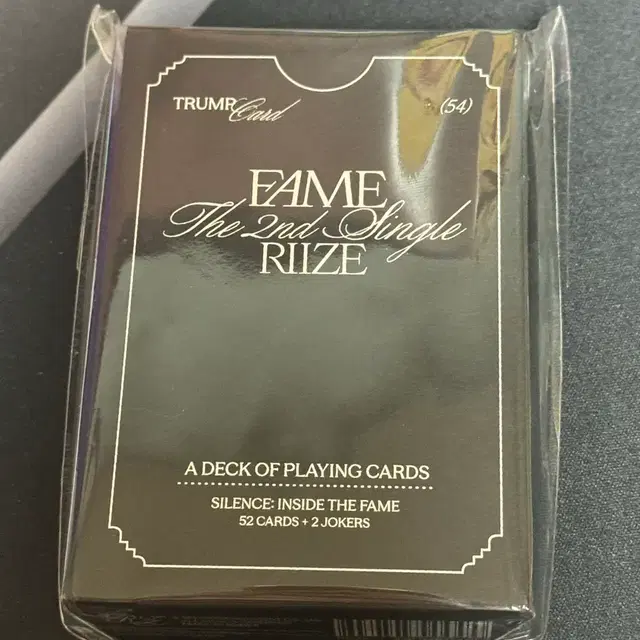 TRUMP Card
(54)
FAME
The 2nd Single
RIIZE
A DECK OF PLAYING CARDS
SILENCE: INSIDE THE FAME
52 CARDS + 2 JOKERS